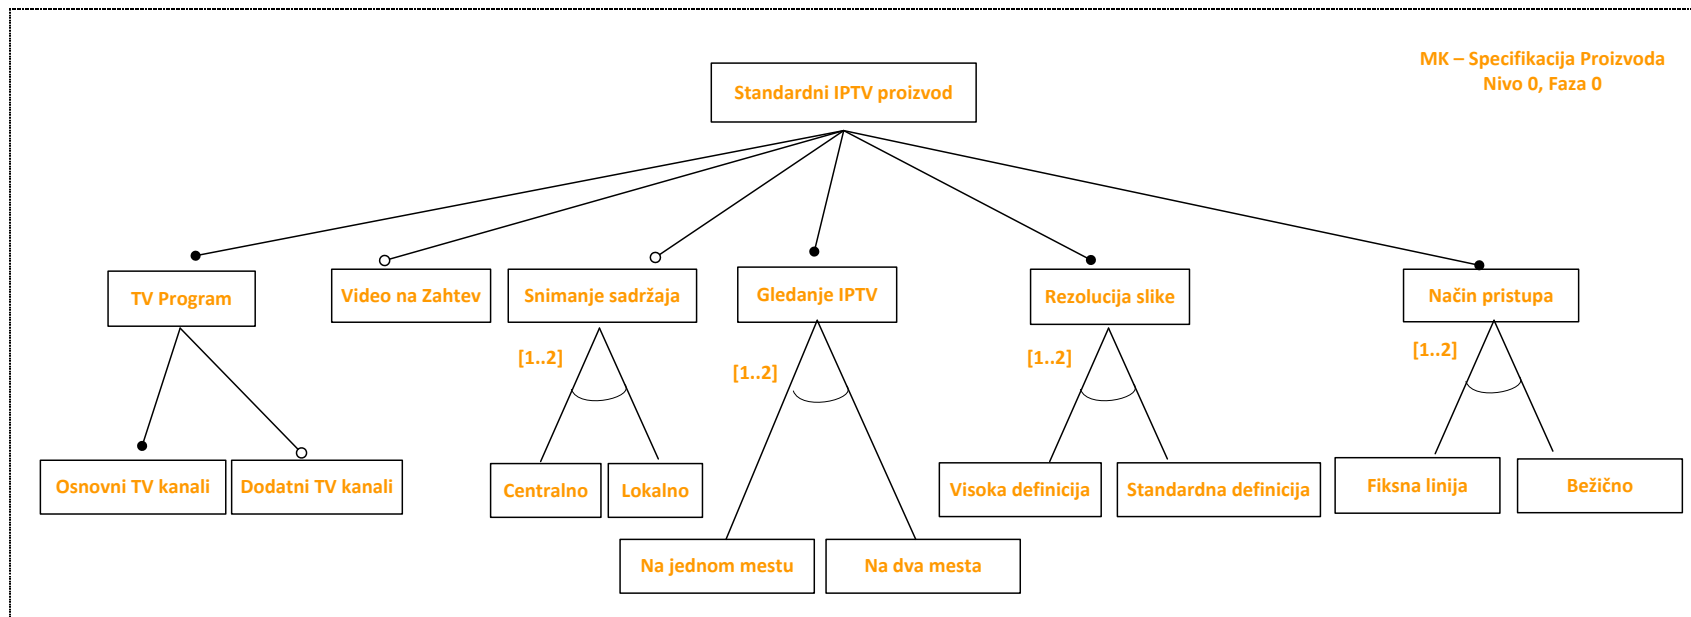 MK – Specifikacija Proizvoda
Nivo 0, Faza 0
Standardni IPTV proizvod
TV Program
Video na Zahtev
Snimanje sadržaja
Gledanje IPTV
Rezolucija slike
Način pristupa
[1..2]
[1..2]
[1..2]
[1..2]
Osnovni TV kanali
Dodatni TV kanali
Centralno
Lokalno
Visoka definicija
Standardna definicija
Fiksna linija
Bežično
Na jednom mestu
Na dva mesta